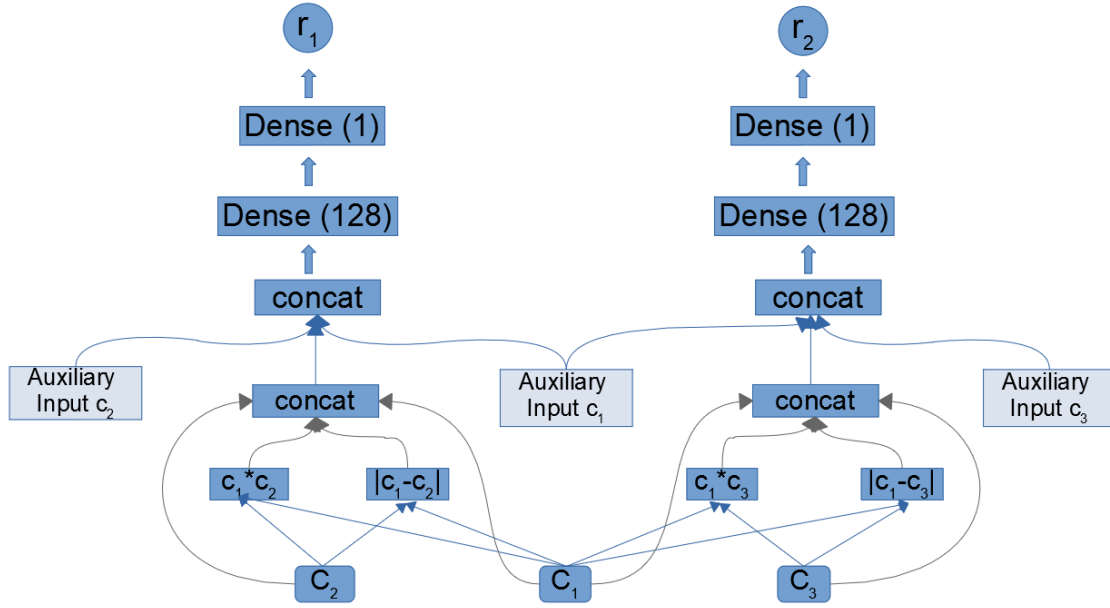 r₁ r₂
Dense (1) Dense (1)
Dense (128) Dense (128)
concat concat
Auxiliary Input c₂
Auxiliary Input c₁
Auxiliary Input c₃
concat concat
c₁*c₂ |c₁-c₂| c₁*c₃ |c₁-c₃|
C₂ C₁ C₃